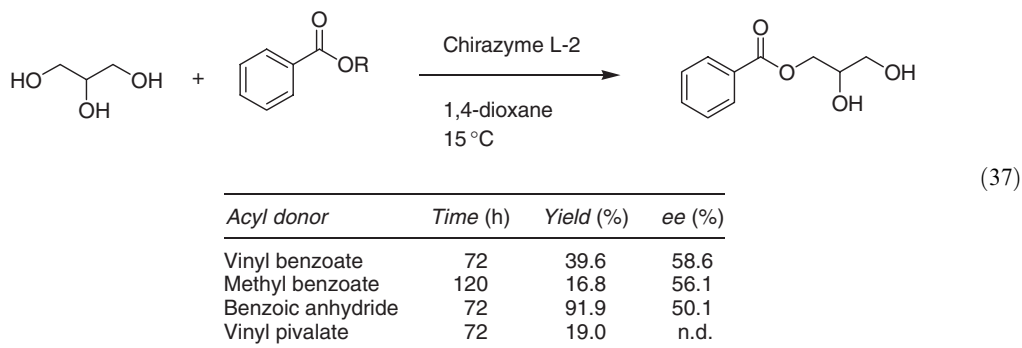 O
OR
HO
OH
OH
+
Chirazyme L-2
1,4-dioxane
15 °C
O
O
OH
OH
(37)
Acyl donor Time (h) Yield (%) ee (%)
Vinyl benzoate 72 39.6 58.6
Methyl benzoate 120 16.8 56.1
Benzoic anhydride 72 91.9 50.1
Vinyl pivalate 72 19.0 n.d.